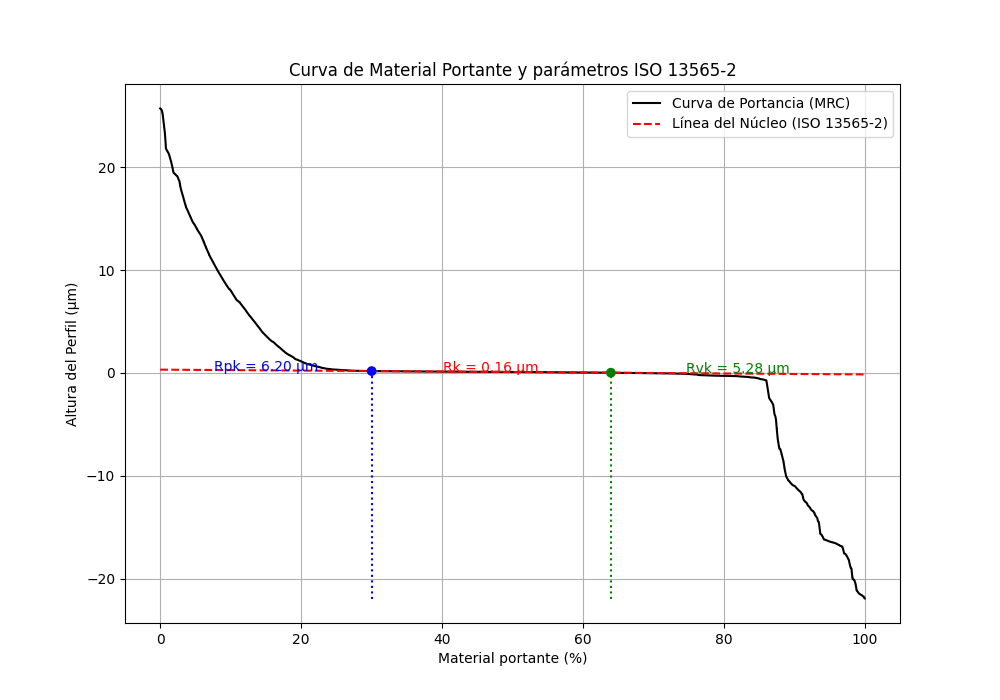 Curva de Material Portante y parámetros ISO 13565-2
Curva de Portancia (MRC)
Línea del Núcleo (ISO 13565-2)
Altura del Perfil (µm)
20
10
0
−10
−20
Rpk = 6.20 µm
Rk = 0.16 µm
Rvk = 5.28 µm
0
20
40
60
80
100
Material portante (%)